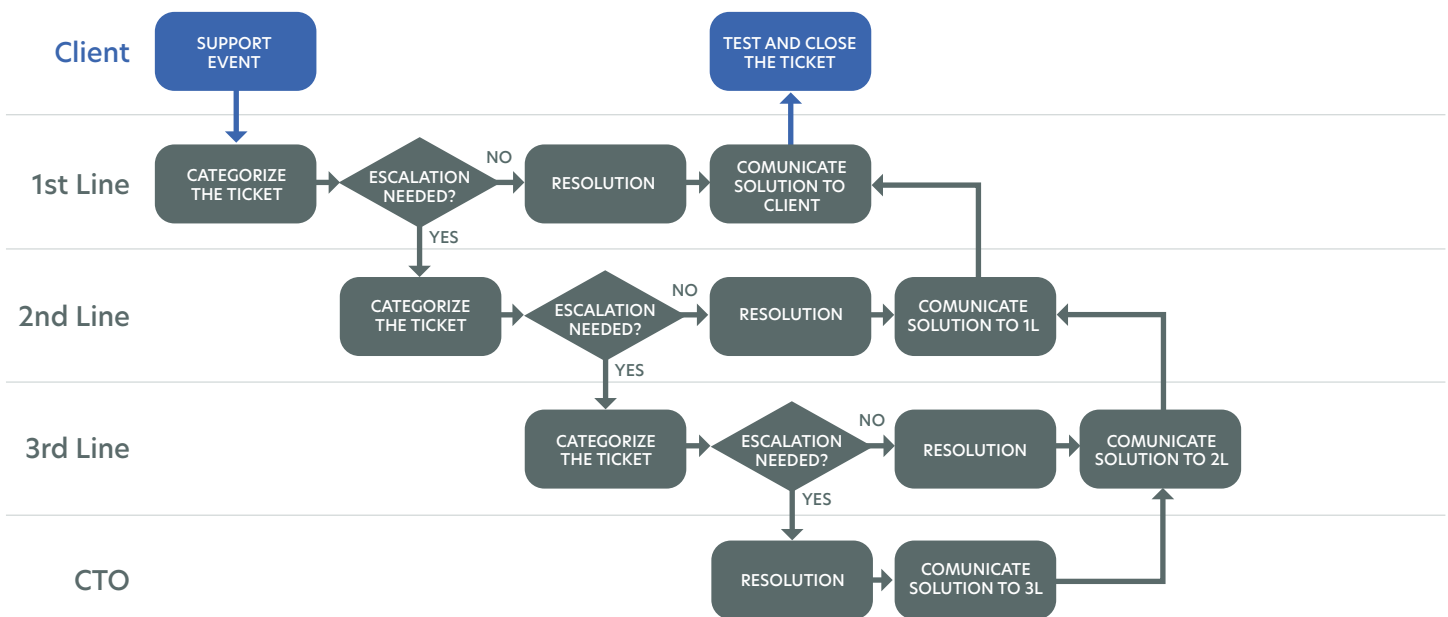 Client
SUPPORT
EVENT
TEST AND CLOSE
THE TICKET
1st Line
CATEGORIZE
THE TICKET
ESCALATION
NEEDED?
NO
RESOLUTION
COMUNICATE
SOLUTION TO
CLIENT
YES
2nd Line
CATEGORIZE
THE TICKET
ESCALATION
NEEDED?
NO
RESOLUTION
COMUNICATE
SOLUTION TO 1L
YES
3rd Line
CATEGORIZE
THE TICKET
ESCALATION
NEEDED?
NO
RESOLUTION
COMUNICATE
SOLUTION TO 2L
YES
CTO
RESOLUTION
COMUNICATE
SOLUTION TO 3L